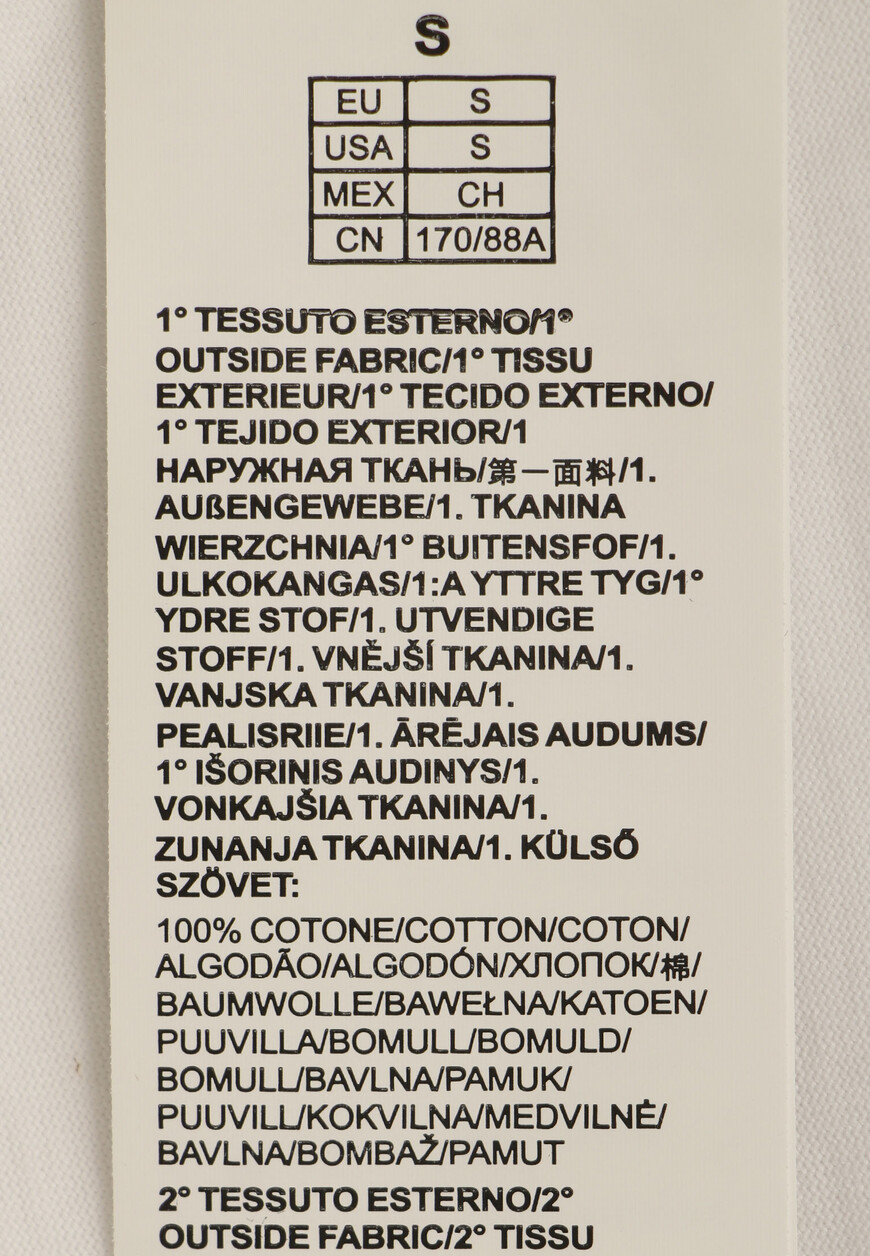 S
EU S
USA S
MEX CH
CN 170/88A
1° TESSUTO ESTERNO/1°
OUTSIDE FABRIC/1° TISSU
EXTERIEUR/1° TECIDO EXTERNO/
1° TEJIDO EXTERIOR/1
НАРУЖНАЯ ТКАНЬ/第一面料/1.
AUßENGEWEBE/1. TKANINA
WIERZCHNIA/1° BUITENSFOF/1.
ULKOKANGAS/1:A YTTRE TYG/1°
YDRE STOF/1. UTVENDIGE
STOFF/1. VNĚJŠÍ TKANINA/1.
VANJSKA TKANINA/1.
PEALISRIIE/1. ĀRĒJAIS AUDUMS/
1° IŠORINIS AUDINYS/1.
VONKAJŠIA TKANINA/1.
ZUNANJA TKANINA/1. KÜLSŐ
SZÖVET:
100% COTONE/COTTON/COTON/
ALGODÃO/ALGODÓN/ХЛОПОК/棉/
BAUMWOLLE/BAWEŁNA/KATOEN/
PUUVILLA/BOMULL/BOMULD/
BOMULL/BAVLNA/PAMUK/
PUUVILL/KOKVILNA/MEDVILNĖ/
BAVLNA/BOMBAŽ/PAMUT
2° TESSUTO ESTERNO/2°
OUTSIDE FABRIC/2° TISSU